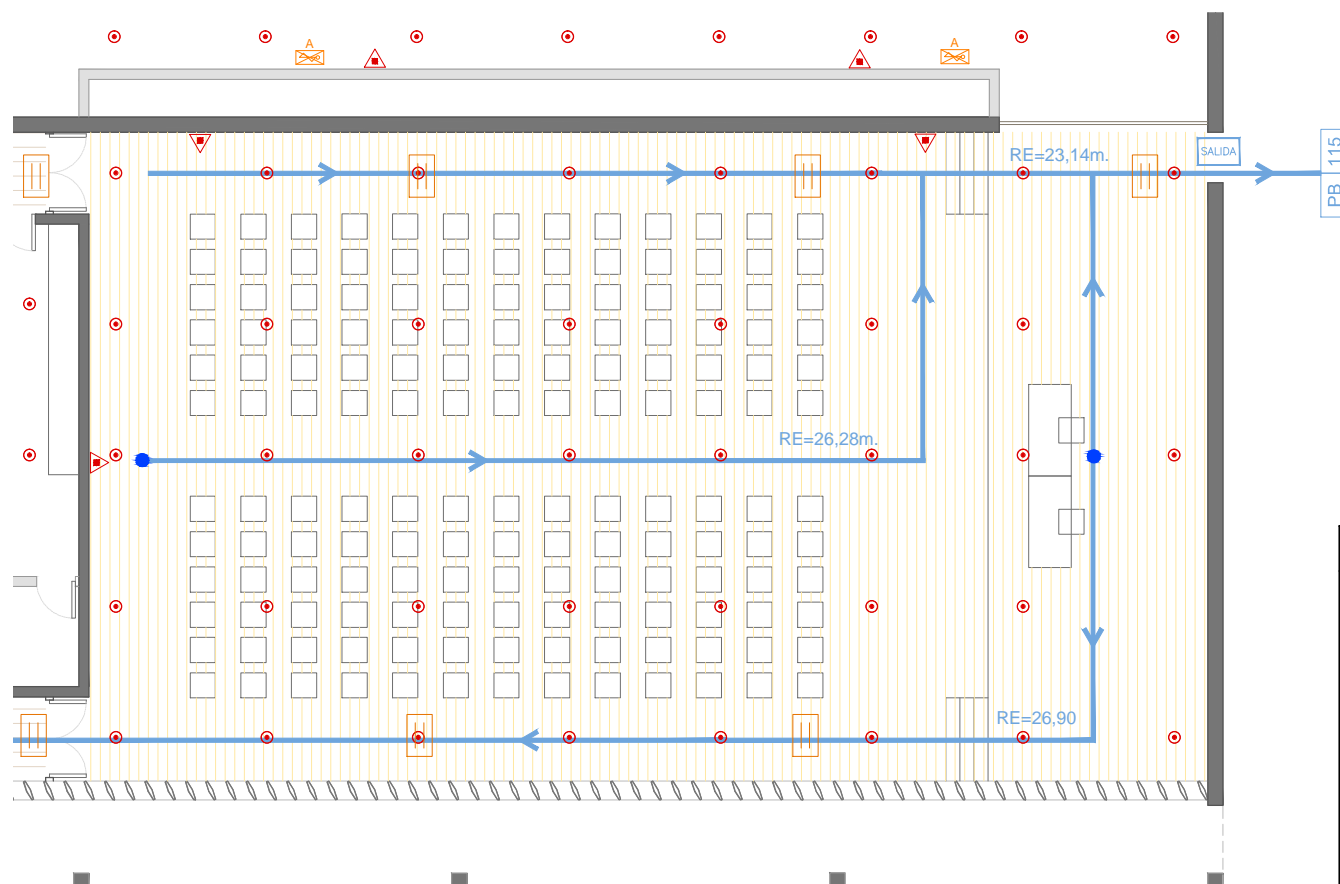 A
A
RE=23,14m.
SALIDA
PB | 115
RE=26,28m.
RE=26,90